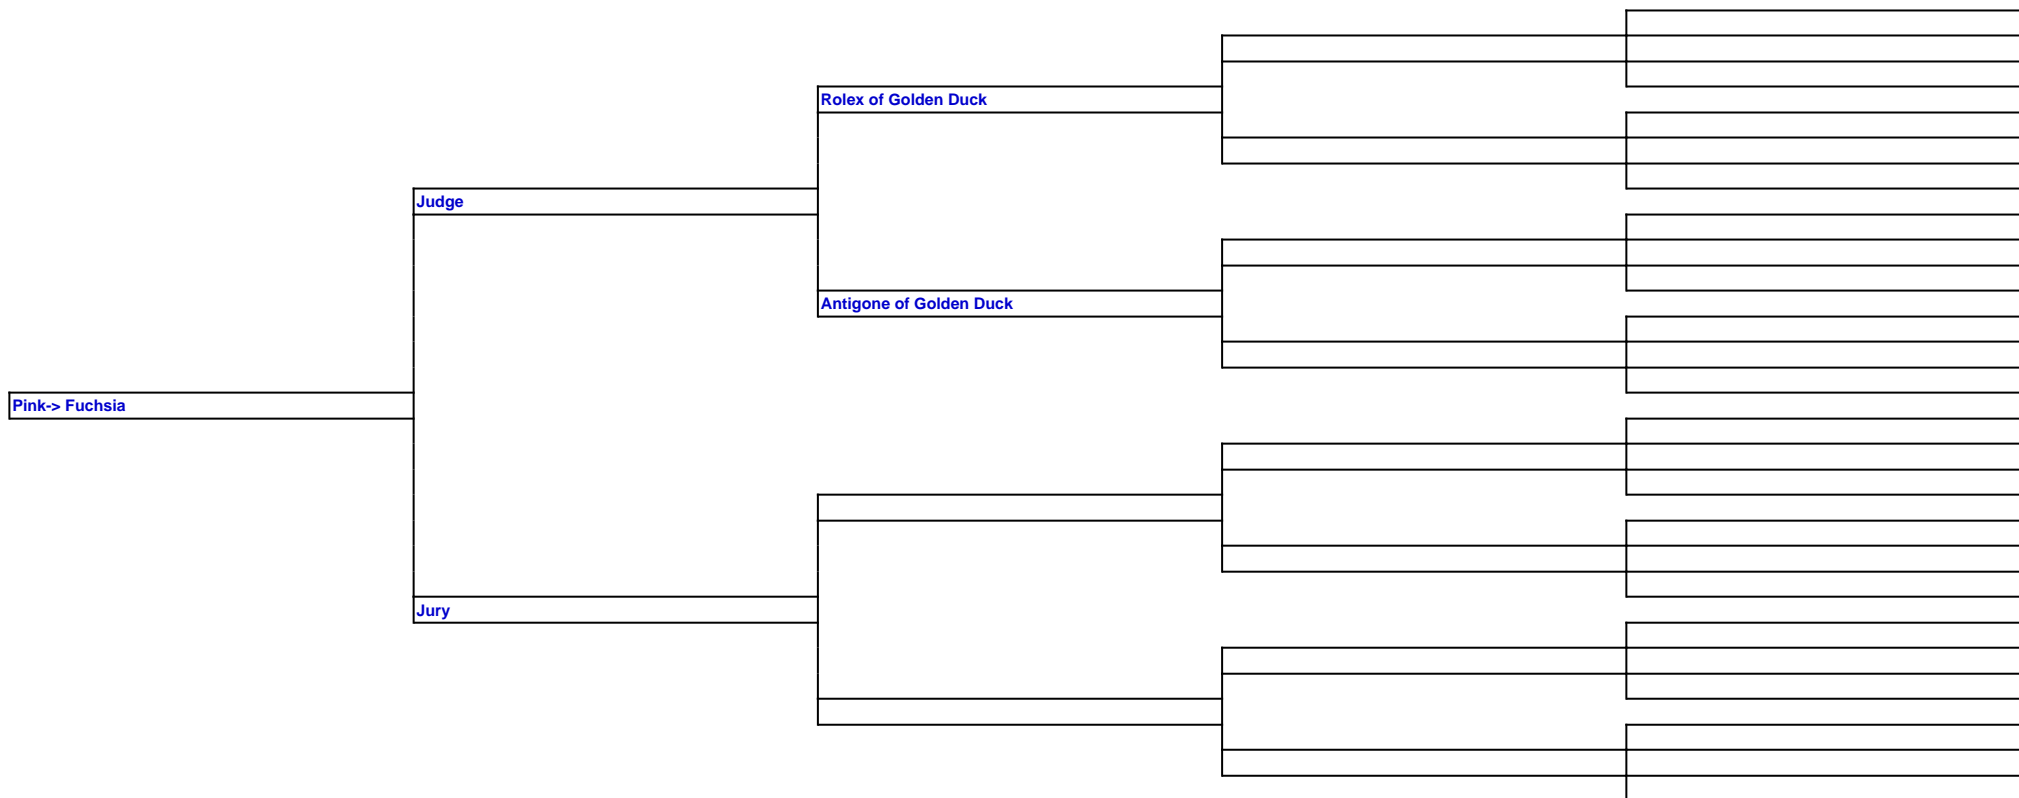 Rolex of Golden Duck
Judge
Antigone of Golden Duck
Pink-> Fuchsia
Jury